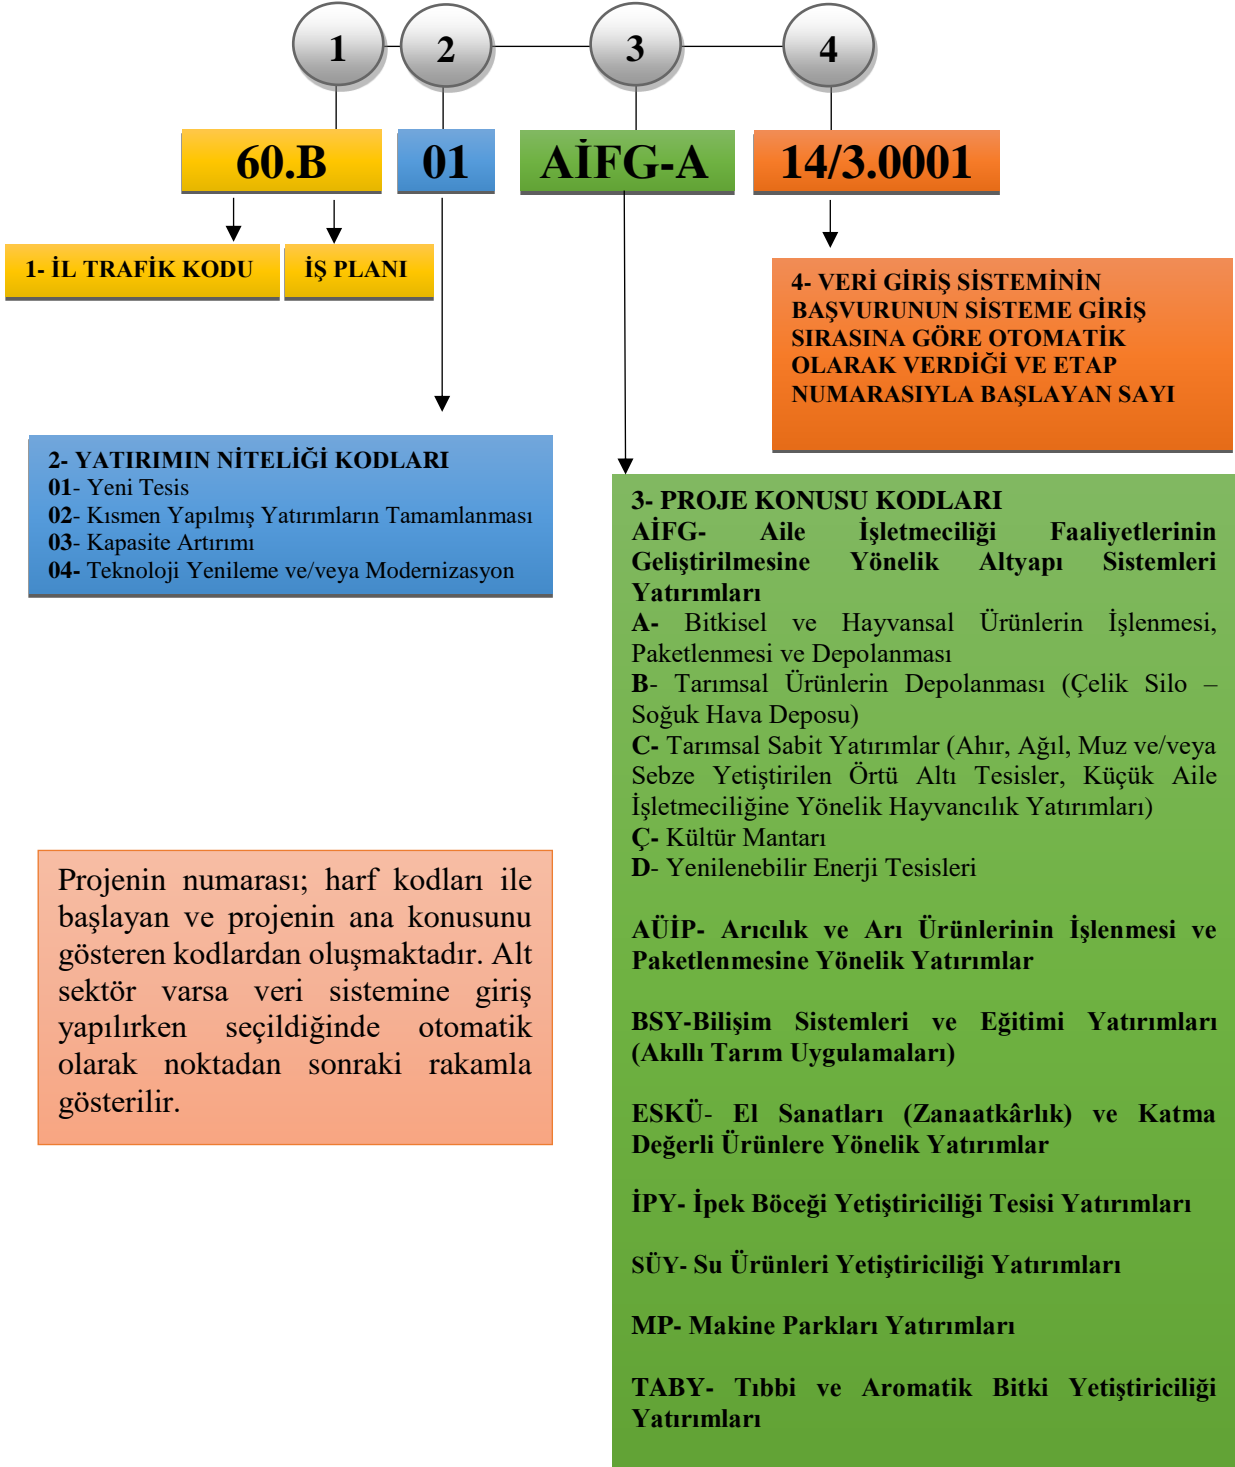 1
2
3
4
60.B
01
AİFG-A
14/3.0001
1- İL TRAFİK KODU
İŞ PLANI
4- VERİ GİRİŞ SİSTEMİNİN
BAŞVURUNUN SİSTEME GİRİŞ
SIRASINA GÖRE OTOMATİK
OLARAK VERDİĞİ VE ETAP
NUMARASIYLA BAŞLAYAN SAYI
2- YATIRIMIN NİTELİĞİ KODLARI
01- Yeni Tesis
02- Kısmen Yapılmış Yatırımların Tamamlanması
03- Kapasite Artırımı
04- Teknoloji Yenileme ve/veya Modernizasyon
3- PROJE KONUSU KODLARI
AİFG- Aile İşletmeciliği Faaliyetlerinin
Geliştirilmesine Yönelik Altyapı Sistemleri
Yatırımları
A- Bitkisel ve Hayvansal Ürünlerin İşlenmesi,
Paketlenmesi ve Depolanması
B- Tarımsal Ürünlerin Depolanması (Çelik Silo –
Soğuk Hava Deposu)
C- Tarımsal Sabit Yatırımlar (Ahır, Ağıl, Muz ve/veya
Sebze Yetiştirilen Örtü Altı Tesisler, Küçük Aile
İşletmeciliğine Yönelik Hayvancılık Yatırımları)
Ç- Kültür Mantarı
D- Yenilenebilir Enerji Tesisleri
AÜİP- Arıcılık ve Arı Ürünlerinin İşlenmesi ve
Paketlenmesine Yönelik Yatırımlar
BSY-Bilişim Sistemleri ve Eğitimi Yatırımları
(Akıllı Tarım Uygulamaları)
ESKÜ- El Sanatları (Zanaatkârlık) ve Katma
Değerli Ürünlere Yönelik Yatırımlar
İPY- İpek Böceği Yetiştiriciliği Tesisi Yatırımları
SÜY- Su Ürünleri Yetiştiriciliği Yatırımları
MP- Makine Parkları Yatırımları
TABY- Tıbbi ve Aromatik Bitki Yetiştiriciliği
Yatırımları
Projenin numarası; harf kodları ile
başlayan ve projenin ana konusunu
gösteren kodlardan oluşmaktadır. Alt
sektör varsa veri sistemine giriş
yapılırken seçildiğinde otomatik
olarak noktadan sonraki rakamla
gösterilir.